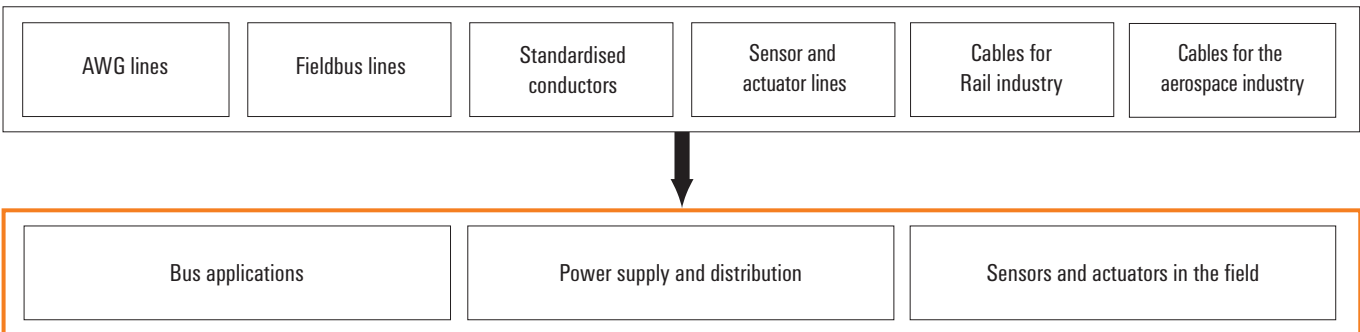 AWG lines
Fieldbus lines
Standardised
conductors
Sensor and
actuator lines
Cables for
Rail industry
Cables for the
aerospace industry
Bus applications
Power supply and distribution
Sensors and actuators in the field